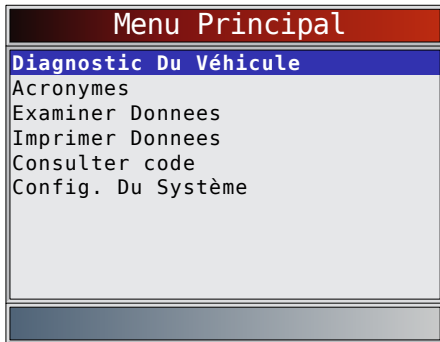 Menu Principal
Diagnostic Du Véhicule
Acronymes
Examiner Donnees
Imprimer Donnees
Consulter code
Config. Du Système